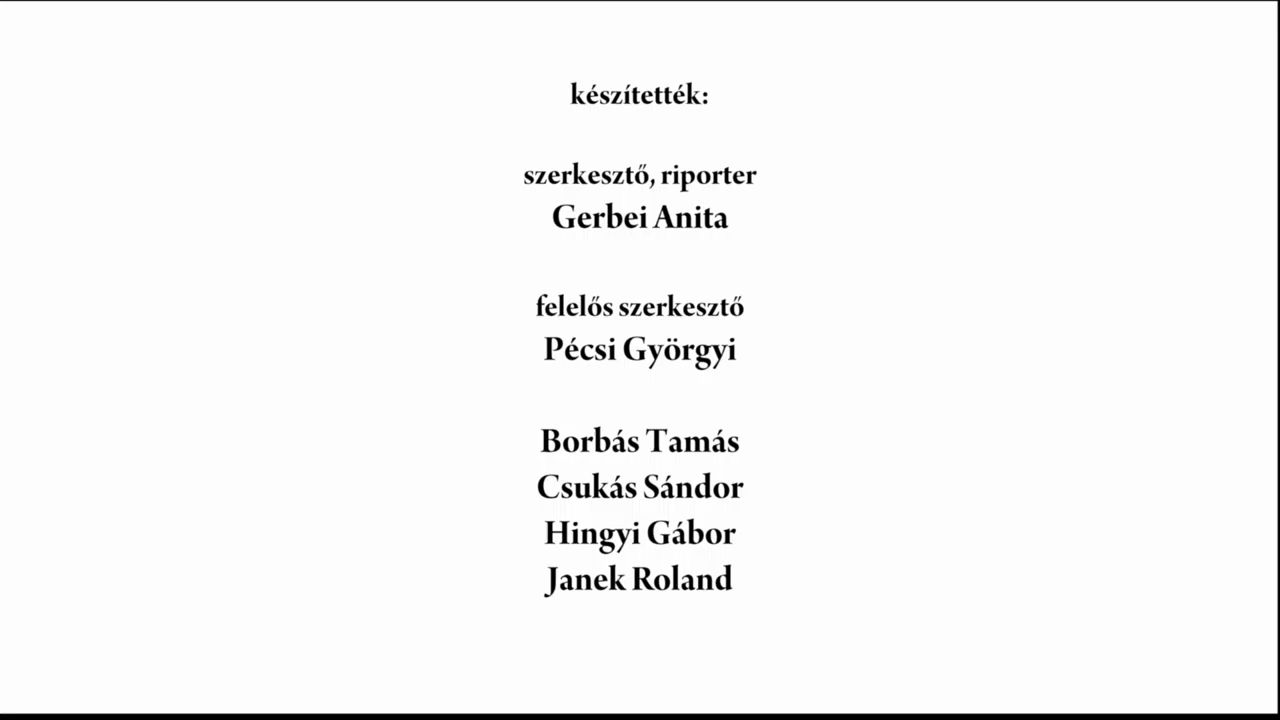 készítették:
szerkesztő, riporter
Gerbei Anita
felelős szerkesztő
Pécsi Györgyi
Borbás Tamás
Csukás Sándor
Hingyi Gábor
Janek Roland